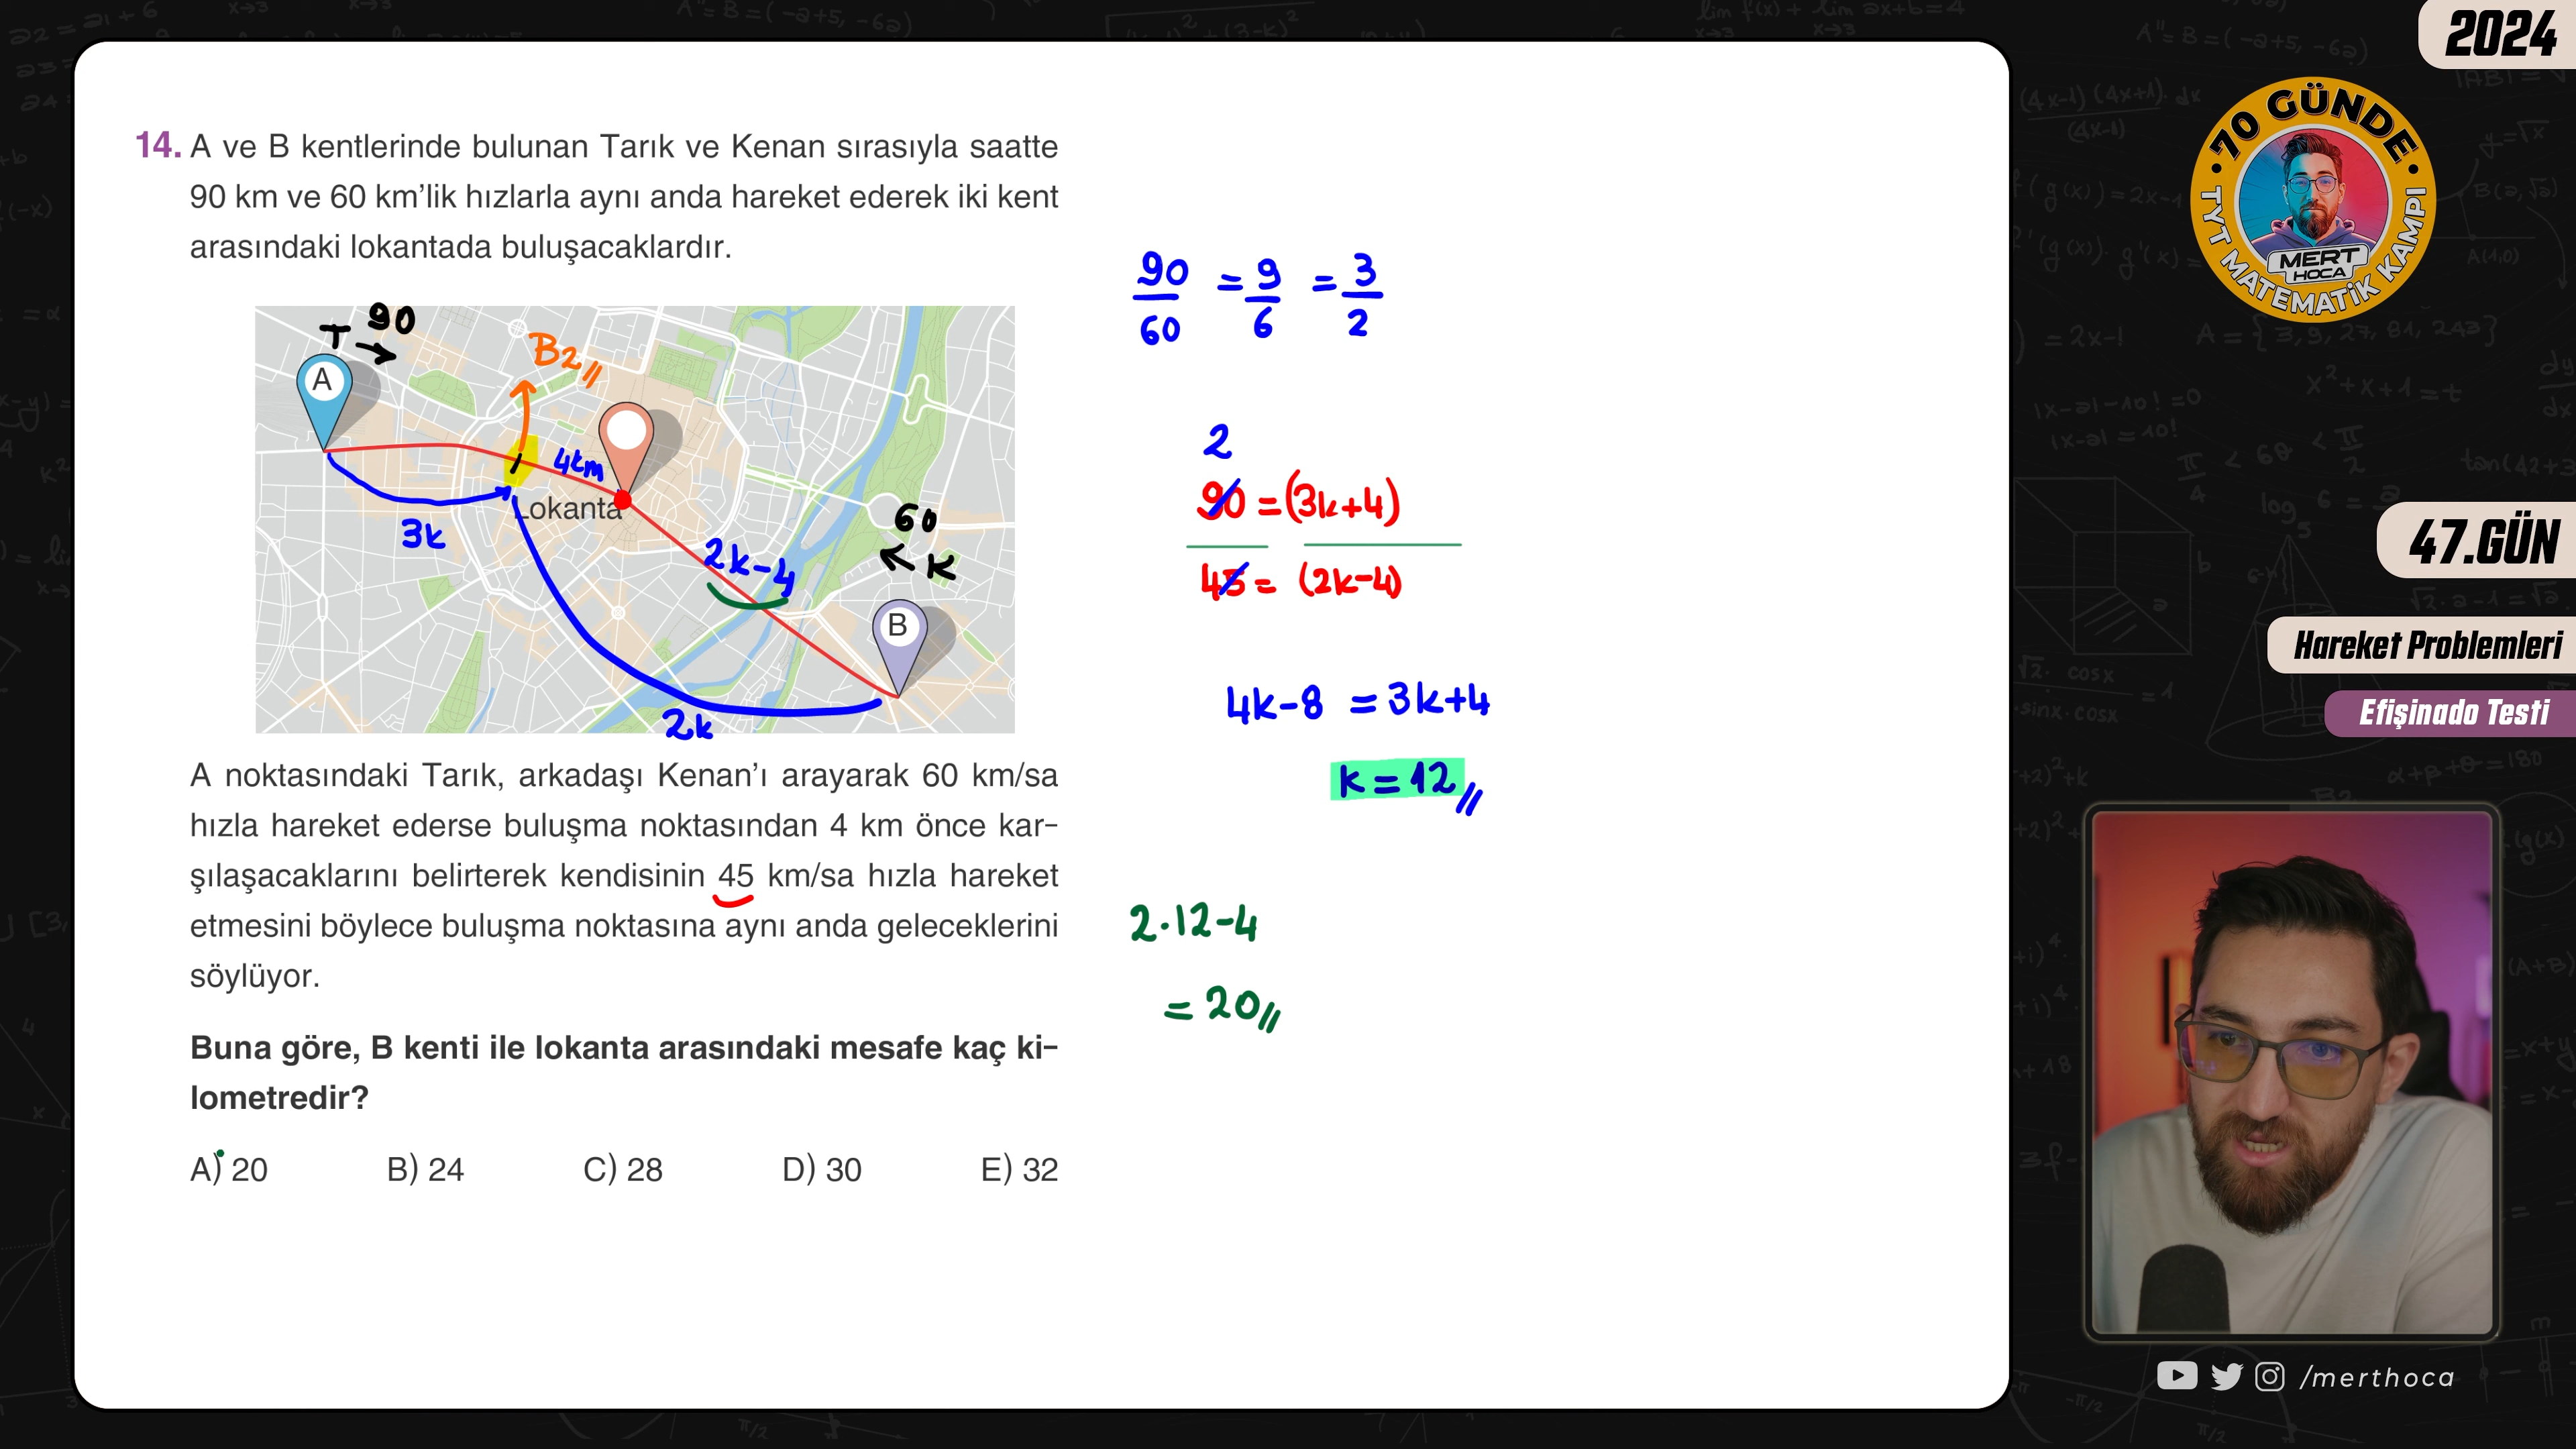 2024
70 GÜNDE
TYT MATEMATİK KAMPI
MERT
HOCA
14. A ve B kentlerinde bulunan Tarık ve Kenan sırasıyla saatte
90 km ve 60 km'lik hızlarla aynı anda hareket ederek iki kent
arasındaki lokantada buluşacaklardır.
T 90
A
B2
4km
Lokanta
3k
60
K
2k-4
B
2k
A noktasındaki Tarık, arkadaşı Kenan'ı arayarak 60 km/sa
hızla hareket ederse buluşma noktasından 4 km önce kar-
şılaşacaklarını belirterek kendisinin 45 km/sa hızla hareket
etmesini böylece buluşma noktasına aynı anda geleceklerini
söylüyor.
Buna göre, B kenti ile lokanta arasındaki mesafe kaç ki-
lometredir?
A) 20 B) 24 C) 28 D) 30 E) 32
90/60 = 9/6 = 3/2
2
90 = (3k+4)
45 = (2k-4)
4k-8 = 3k+4
k = 12
2·12-4
= 20
47.GÜN
Hareket Problemleri
Efişinado Testi
/merthoca